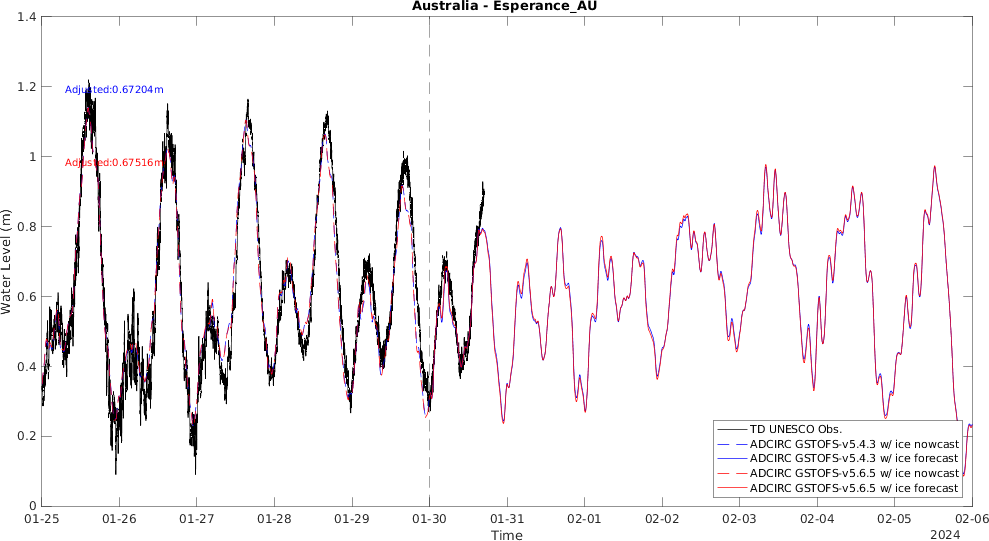 Australia - Esperance_AU
1.4
1.2
1
0.8
0.6
0.4
0.2
0
Water Level (m)
Adjusted:0.67204m
Adjusted:0.67516m
TD UNESCO Obs.
ADCIRC GSTOFS-v5.4.3 w/ ice nowcast
ADCIRC GSTOFS-v5.4.3 w/ ice forecast
ADCIRC GSTOFS-v5.6.5 w/ ice nowcast
ADCIRC GSTOFS-v5.6.5 w/ ice forecast
01-25 01-26 01-27 01-28 01-29 01-30 01-31 02-01 02-02 02-03 02-04 02-05 02-06
Time
2024